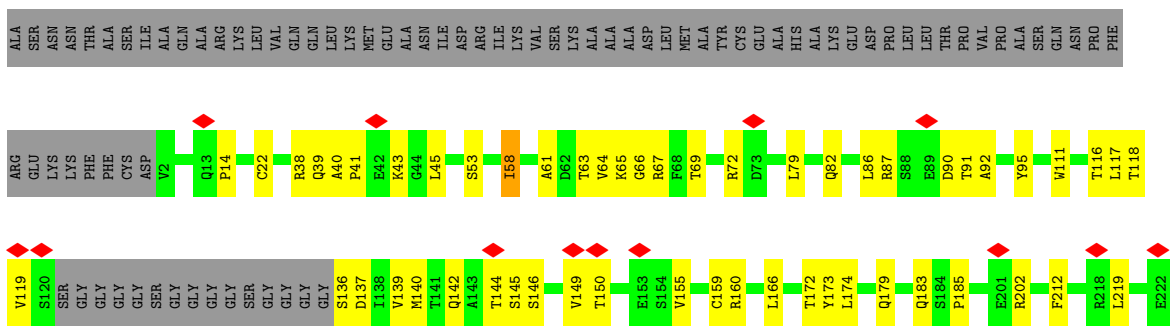 ALA SER ASN ASN THR ALA SER ILE ALA GLN ALA ARG LYS LEU VAL GLN GLN LEU LYS MET GLU ALA ASN ILE ASP ARG ILE LYS VAL SER LYS ALA ALA ALA ASP LEU MET ALA TYR CYS GLU ALA HIS ALA LYS GLU ASP PRO LEU LEU THR PRO VAL PRO ALA SER GLN ASN PRO PHE
ARG GLU LYS LYS PHE PHE CYS ASP V2 Q13 P14 C22 R38 Q39 A40 P41 E42 K43 G44 L45 S53 I58 A61 D62 T63 V64 K65 G66 R67 F68 T69 R72 D73 L79 Q82 L86 R87 S88 E89 D90 T91 A92 Y95 W111 T116 L117 T118
V119 S120 SER GLY GLY GLY GLY SER GLY GLY GLY GLY SER GLY GLY GLY GLY S136 D137 I138 V139 M140 T141 Q142 A143 T144 S145 S146 V149 T150 E153 S154 V155 C159 R160 L166 T172 Y173 L174 Q179 Q183 S184 P185 E201 R202 F212 R218 L219 E222